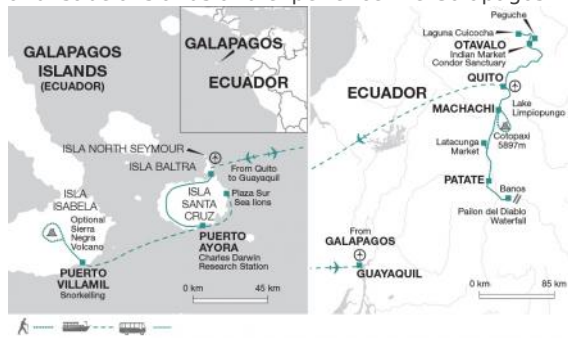 GALAPAGOS
ISLANDS
(ECUADOR)
GALAPAGOS
ECUADOR
ISLA NORTH SEYMOUR
ISLA BALTRA
From Quito
to Guayaquil
ISLA
SANTA
CRUZ
Plaza Sur
Sea lions
ISLA
ISABELA
Optional
Sierra
Negra
Volcano
PUERTO
AYORA
Charles Darwin
Research Station
PUERTO
VILLAMIL
Snorkelling
0 km
45 km
Peguche
Laguna Cuicocha
OTAVALO
Indian Market
Condor Sanctuary
QUITO
ECUADOR
Lake
Limpiopungo
MACHACHI
Cotopaxi
5897m
Latacunga
Market
PATATE
Banos
Pailon del Diablo
Waterfall
From
GALAPAGOS
GUAYAQUIL
0 km
85 km